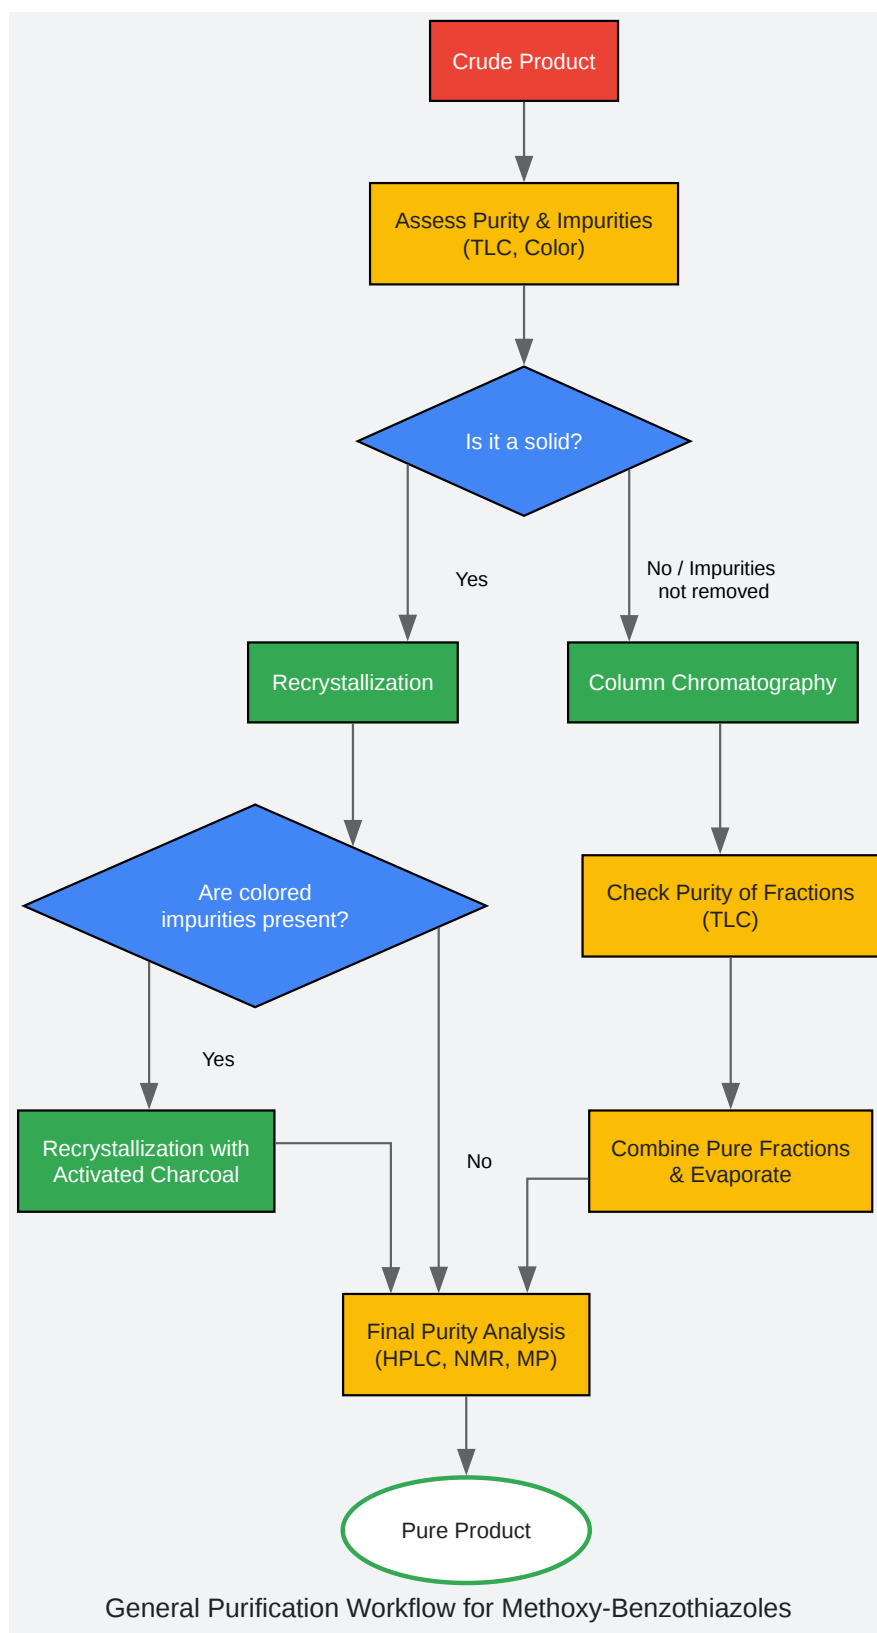 Crude Product
Assess Purity & Impurities
(TLC, Color)
Is it a solid?
Yes
No / Impurities
not removed
Recrystallization
Column Chromatography
Are colored
impurities present?
Check Purity of Fractions
(TLC)
Yes
No
Recrystallization with
Activated Charcoal
Combine Pure Fractions
& Evaporate
Final Purity Analysis
(HPLC, NMR, MP)
Pure Product
General Purification Workflow for Methoxy-Benzothiazoles